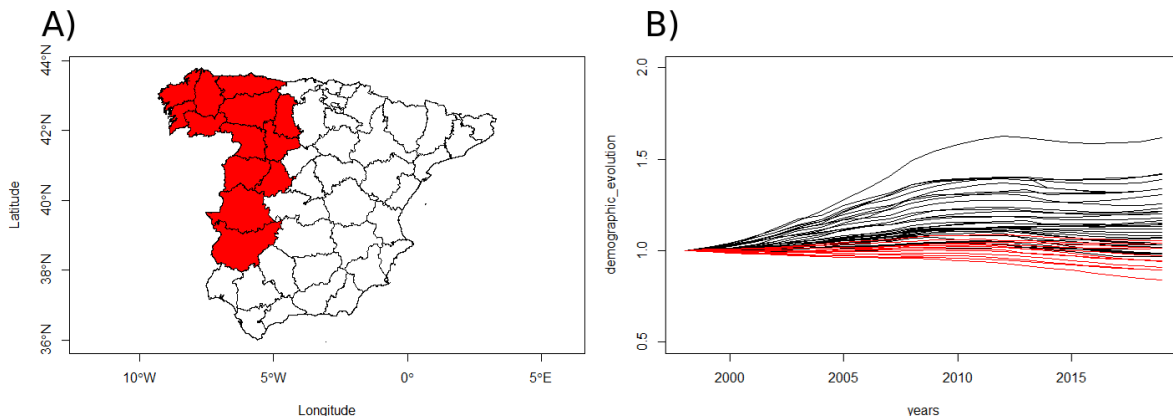 A)
44°N
42°N
40°N
38°N
36°N
Latitude
10°W
5°W
0°
5°E
Longitude
B)
2.0
1.5
1.0
0.5
demographic_evolution
2000
2005
2010
2015
years